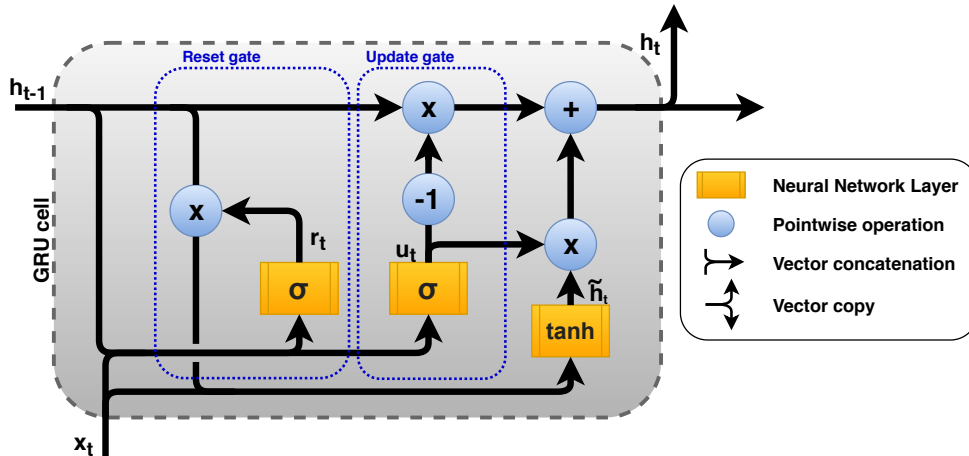 h_t
Reset gate
Update gate
h_{t-1}
x
+
GRU cell
x
-1
r_t
u_t
x
σ
σ
h̃_t
tanh
x_t
Neural Network Layer
Pointwise operation
Vector concatenation
Vector copy